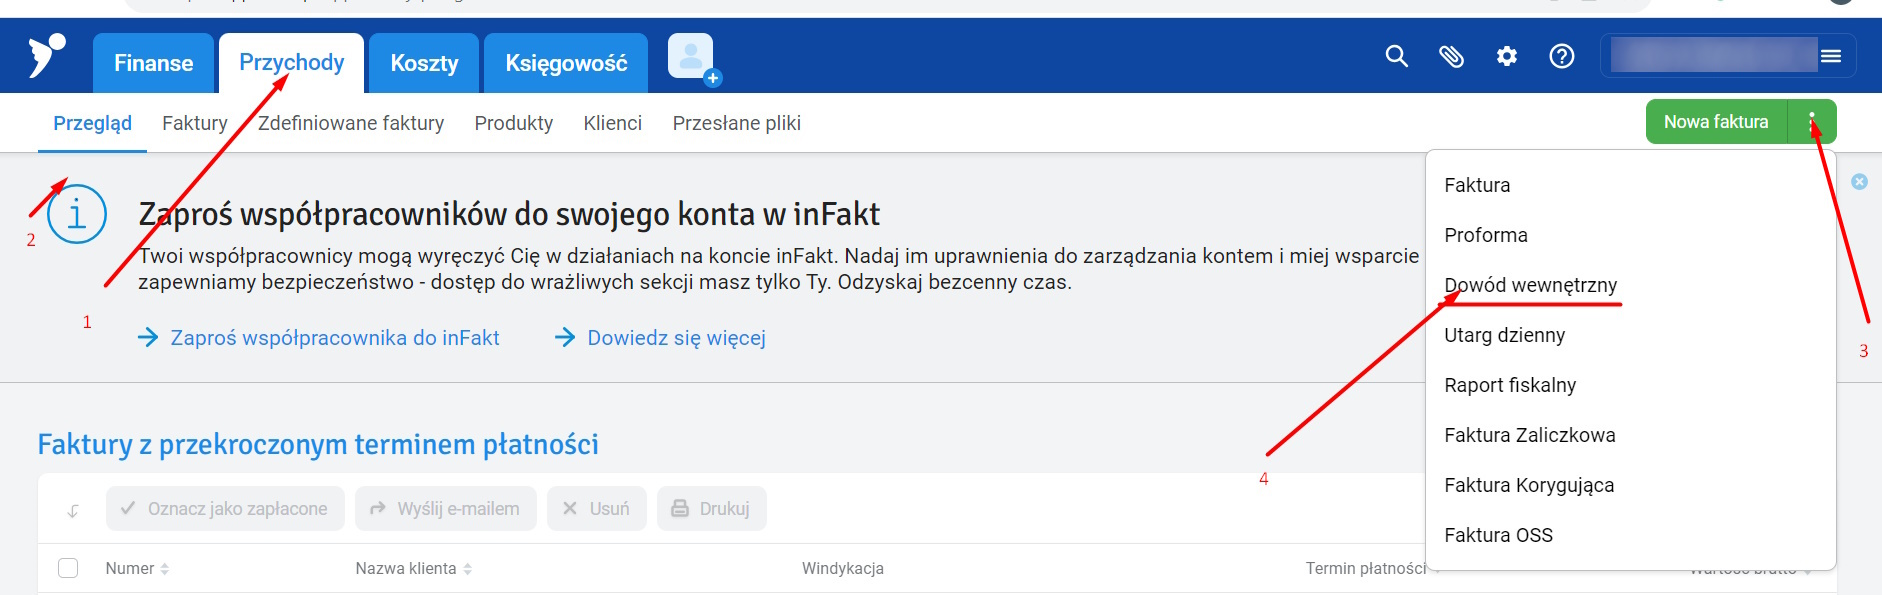 Finanse
Przychody
Koszty
Księgowość
Przegląd
Faktury
Zdefiniowane faktury
Produkty
Klienci
Przesłane pliki
Nowa faktura
Faktura
Proforma
Dowód wewnętrzny
Utarg dzienny
Raport fiskalny
Faktura Zaliczkowa
Faktura Korygująca
Faktura OSS
Zaproś współpracowników do swojego konta w inFakt
Twoi współpracownicy mogą wyręczyć Cię w działaniach na koncie inFakt. Nadaj im uprawnienia do zarządzania kontem i miej wsparcie
zapewniamy bezpieczeństwo - dostęp do wrażliwych sekcji masz tylko Ty. Odzyskaj bezcenny czas.
Zaproś współpracownika do inFakt
Dowiedz się więcej
1
2
3
4
Faktury z przekroczonym terminem płatności
Oznacz jako zapłacone
Wyślij e-mailem
Usuń
Drukuj
Numer
Nazwa klienta
Windykacja
Termin płatności